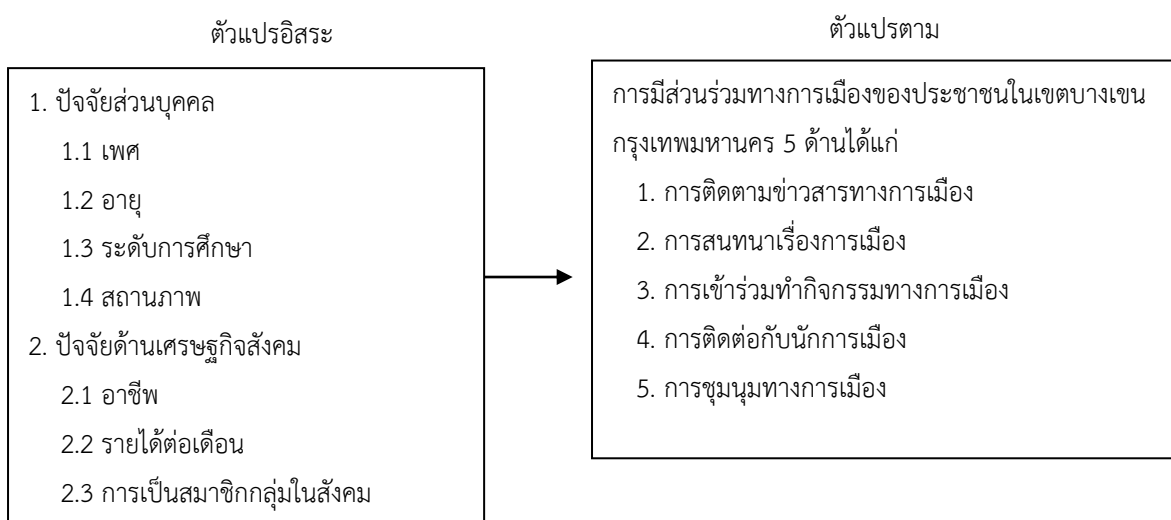 ตัวแปรอิสระ
1. ปัจจัยส่วนบุคคล
1.1 เพศ
1.2 อายุ
1.3 ระดับการศึกษา
1.4 สถานภาพ
2. ปัจจัยด้านเศรษฐกิจสังคม
2.1 อาชีพ
2.2 รายได้ต่อเดือน
2.3 การเป็นสมาชิกกลุ่มในสังคม
ตัวแปรตาม
การมีส่วนร่วมทางการเมืองของประชาชนในเขตบางเขน
กรุงเทพมหานคร 5 ด้านได้แก่
1. การติดตามข่าวสารทางการเมือง
2. การสนทนาเรื่องการเมือง
3. การเข้าร่วมทำกิจกรรมทางการเมือง
4. การติดต่อกับนักการเมือง
5. การชุมนุมทางการเมือง